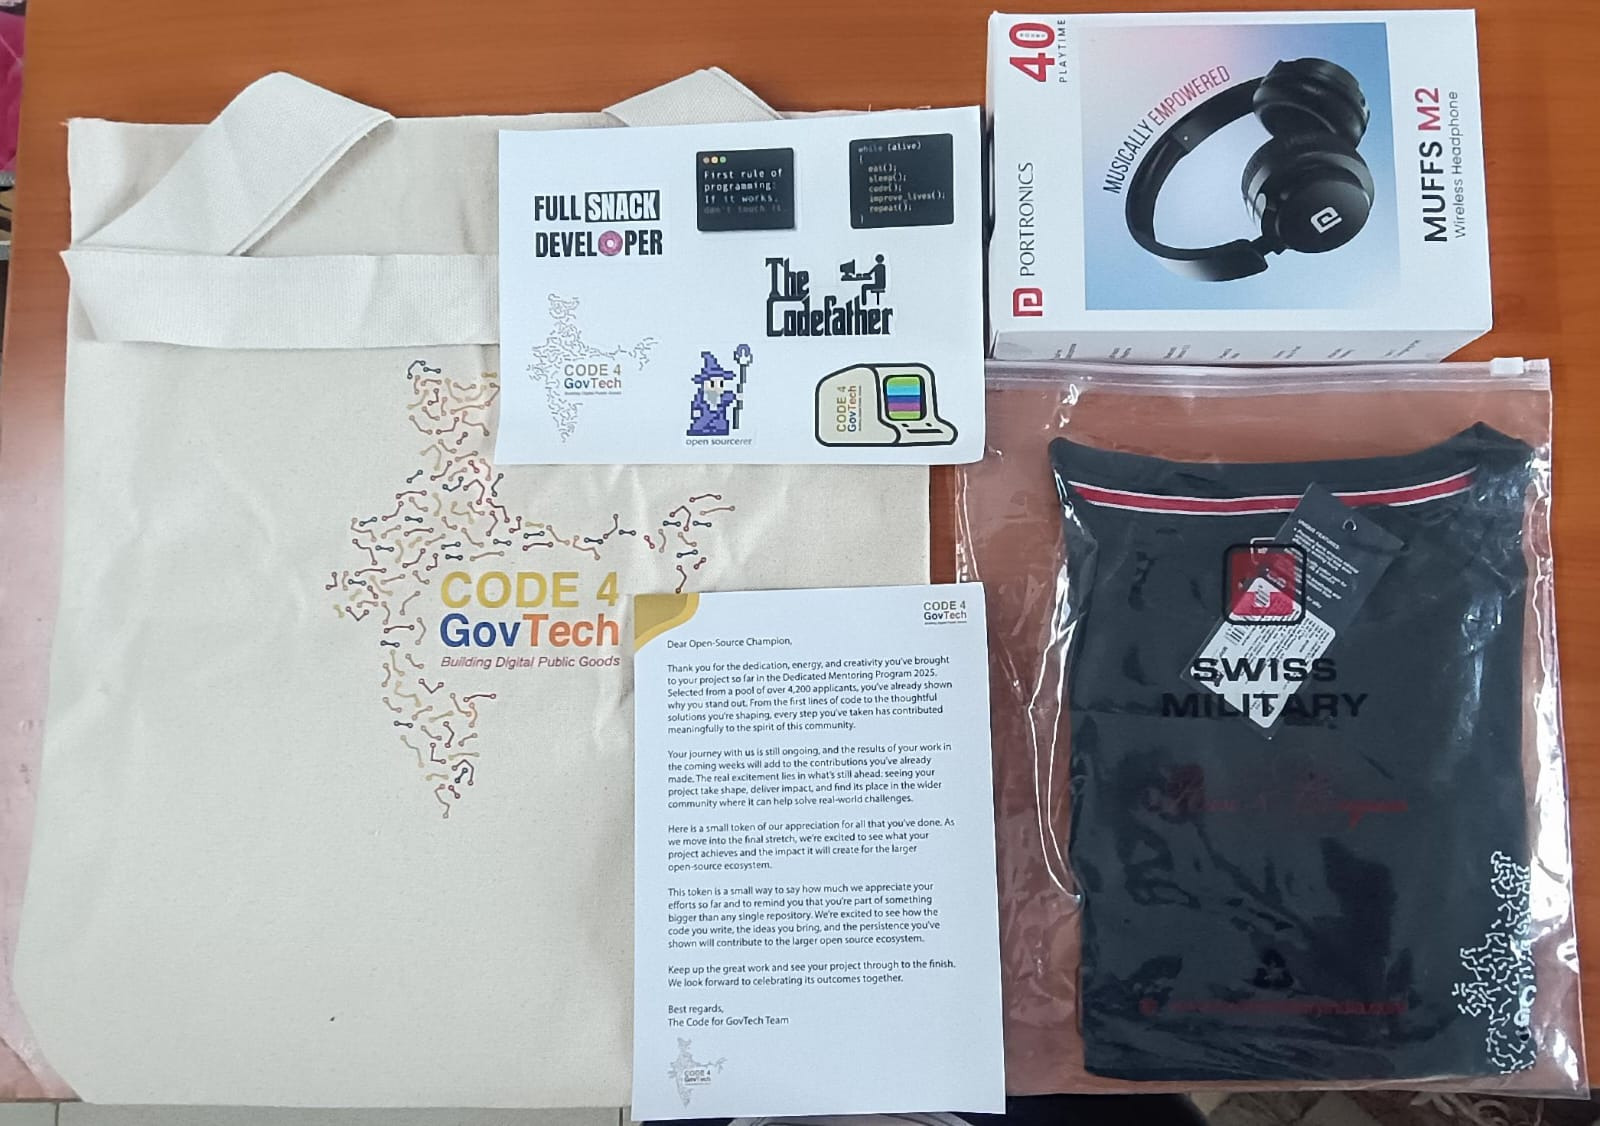 FULL SNACK
DEVELOPER
First rule of
programming:
If it works,
don't touch it.
while (alive)
{
eat();
sleep();
code();
improve_lives();
repeat();
}
The
Codefather
CODE 4
GovTech
Building Digital Public Goods
open sourcerer
CODE 4
GovTech
40
HOURS
PLAYTIME
MUSICALLY EMPOWERED
PORTRONICS
MUFFS M2
Wireless Headphone
CODE 4
GovTech
Building Digital Public Goods
CODE 4
GovTech
Building Digital Public Goods
Dear Open-Source Champion,
Thank you for the dedication, energy, and creativity you've brought
to your project so far in the Dedicated Mentoring Program 2025.
Selected from a pool of over 4,200 applicants, you've already shown
why you stand out. From the first lines of code to the thoughtful
solutions you're shaping, every step you've taken has contributed
meaningfully to the spirit of this community.
Your journey with us is still ongoing, and the results of your work in
the coming weeks will add to the contributions you've already
made. The real excitement lies in what's still ahead: seeing your
project take shape, deliver impact, and find its place in the wider
community where it can help solve real-world challenges.
Here is a small token of our appreciation for all that you've done. As
we move into the final stretch, we're excited to see what your
project achieves and the impact it will create for the larger
open-source ecosystem.
This token is a small way to say how much we appreciate your
efforts so far and to remind you that you're part of something
bigger than any single repository. We're excited to see how the
code you write, the ideas you bring, and the persistence you've
shown will contribute to the larger open source ecosystem.
Keep up the great work and see your project through to the finish.
We look forward to celebrating its outcomes together.
Best regards,
The Code for GovTech Team
CODE 4
GovTech
UNIQUE FEATURES:
SWISS
MILITARY